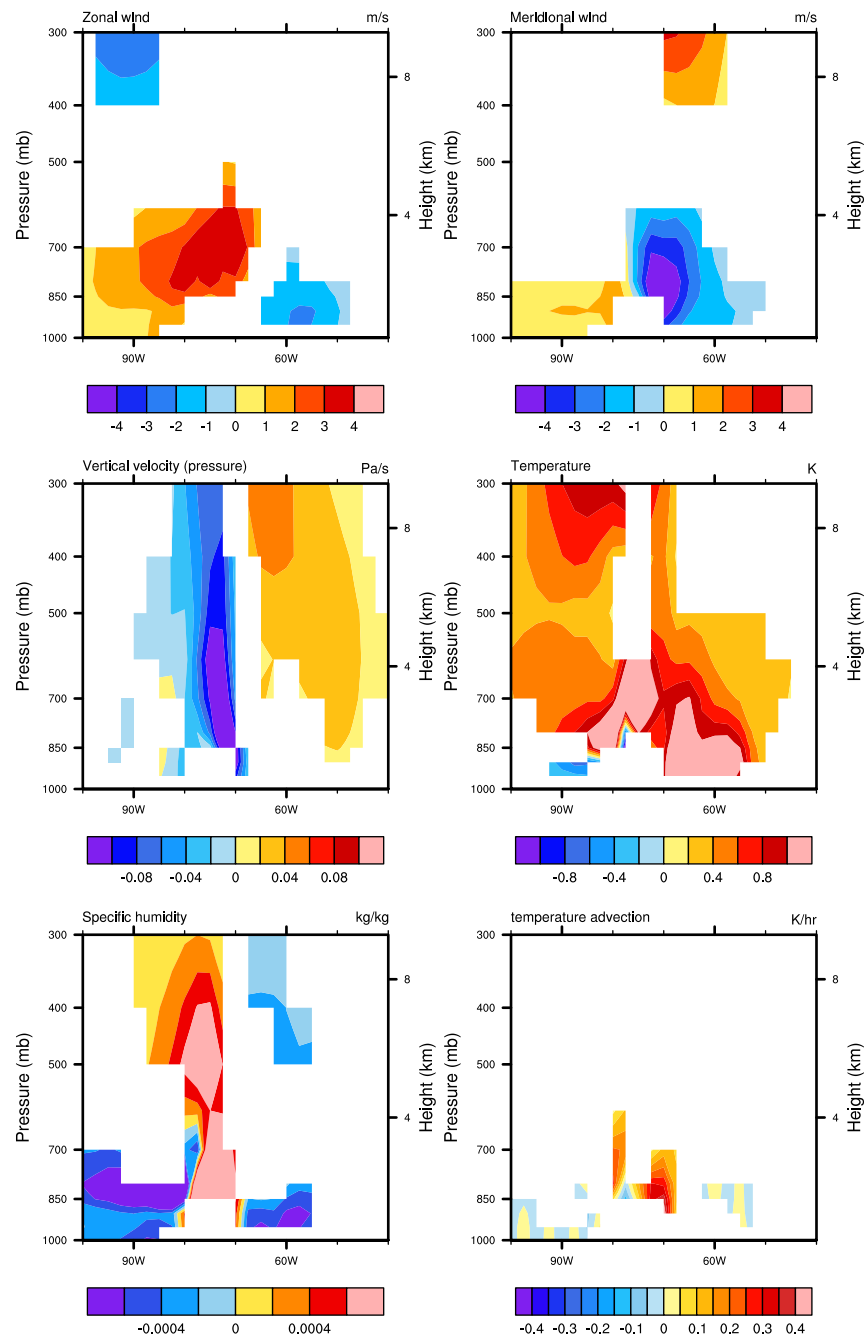 Zonal wind m/s
300
400
500
700
850
1000
Pressure (mb)
8
4
Height (km)
90W 60W
-4 -3 -2 -1 0 1 2 3 4
Meridional wind m/s
300
400
500
700
850
1000
Pressure (mb)
8
4
Height (km)
90W 60W
-4 -3 -2 -1 0 1 2 3 4
Vertical velocity (pressure) Pa/s
300
400
500
700
850
1000
Pressure (mb)
8
4
Height (km)
90W 60W
-0.08 -0.04 0 0.04 0.08
Temperature K
300
400
500
700
850
1000
Pressure (mb)
8
4
Height (km)
90W 60W
-0.8 -0.4 0 0.4 0.8
Specific humidity kg/kg
300
400
500
700
850
1000
Pressure (mb)
8
4
Height (km)
90W 60W
-0.0004 0 0.0004
temperature advection K/hr
300
400
500
700
850
1000
Pressure (mb)
8
4
Height (km)
90W 60W
-0.4 -0.3 -0.2 -0.1 0 0.1 0.2 0.3 0.4